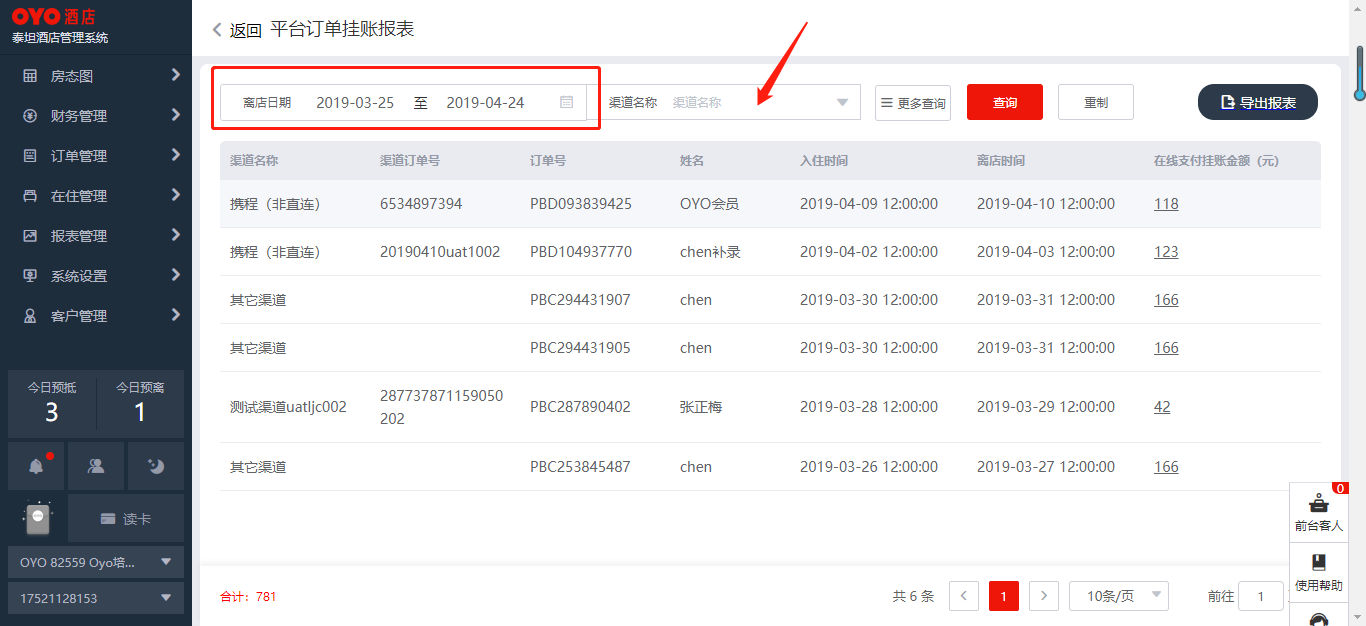 OYO 酒店
泰坦酒店管理系统
房态图
财务管理
订单管理
在住管理
报表管理
系统设置
客户管理
今日预抵 今日预离
3 1
读卡
OYO 82559 Oyo培...
17521128153
返回 平台订单挂账报表
离店日期 2019-03-25 至 2019-04-24 渠道名称 渠道名称 更多查询 查询 重制 导出报表
渠道名称 渠道订单号 订单号 姓名 入住时间 离店时间 在线支付挂账金额（元）
携程（非直连） 6534897394 PBD093839425 OYO会员 2019-04-09 12:00:00 2019-04-10 12:00:00 118
携程（非直连） 20190410uat1002 PBD104937770 chen补录 2019-04-02 12:00:00 2019-04-03 12:00:00 123
其它渠道 PBC294431907 chen 2019-03-30 12:00:00 2019-03-31 12:00:00 166
其它渠道 PBC294431905 chen 2019-03-30 12:00:00 2019-03-31 12:00:00 166
测试渠道uatljc002 287737871159050202 PBC287890402 张正梅 2019-03-28 12:00:00 2019-03-29 12:00:00 42
其它渠道 PBC253845487 chen 2019-03-26 12:00:00 2019-03-27 12:00:00 166
0
前台客人
使用帮助
合计：781 共 6 条 1 10条/页 前往 1